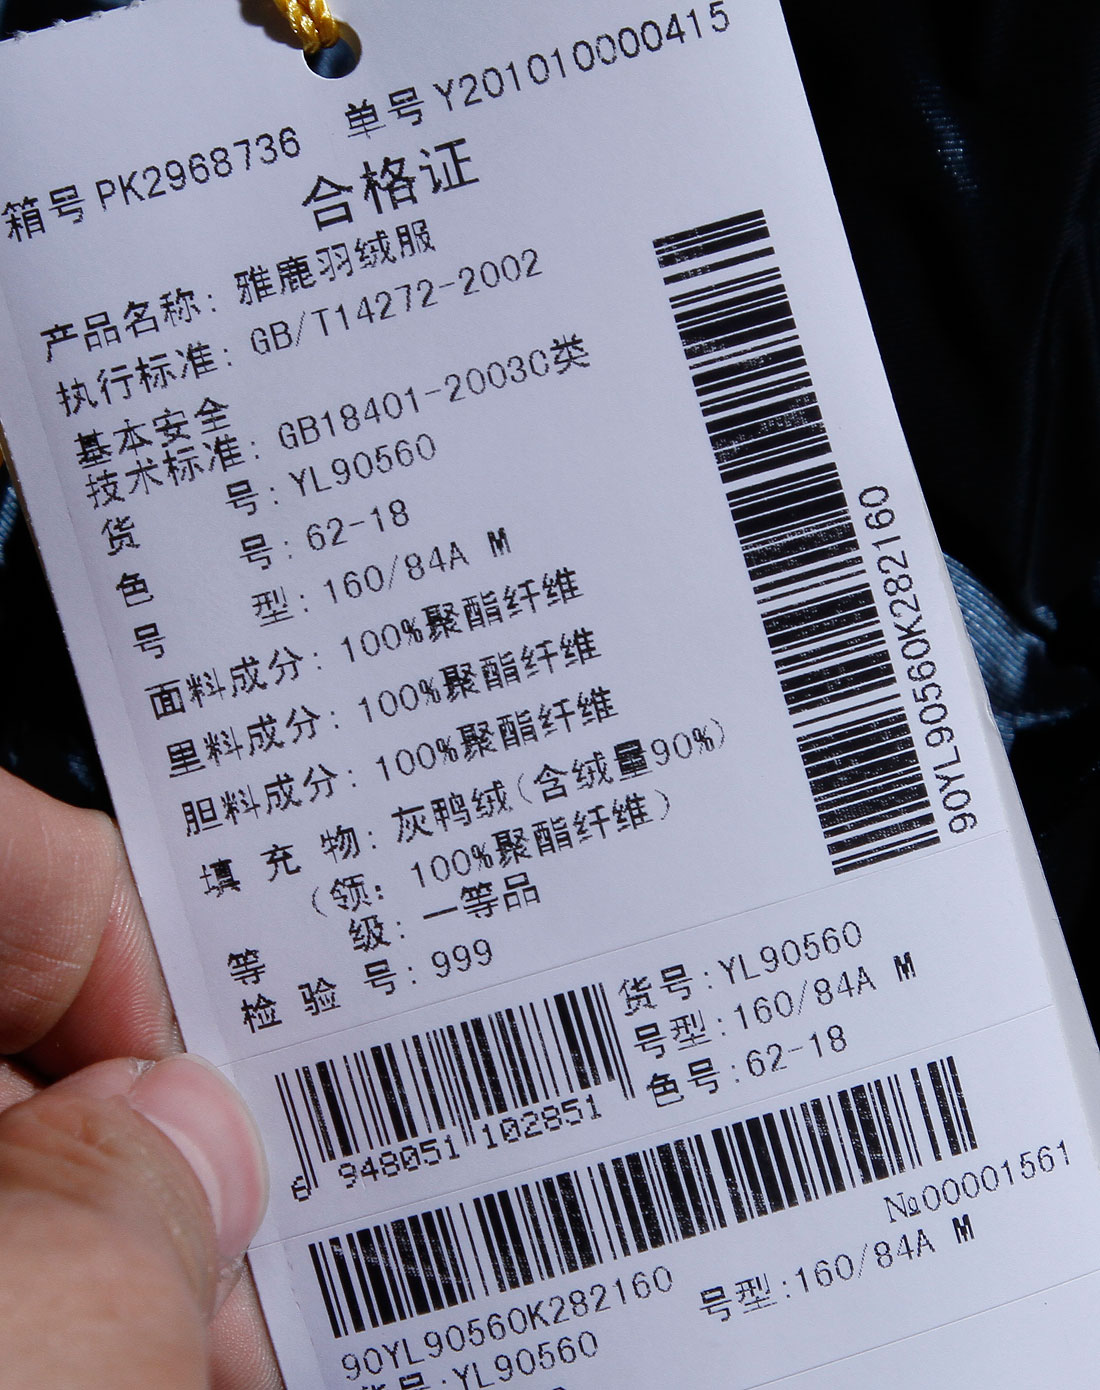 箱号 PK2968736 单号 Y201010000415
合格证
产品名称: 雅鹿羽绒服
执行标准: GB/T14272-2002
基本安全
技术标准: GB18401-2003C类
货 号: YL90560
色 号: 62-18
号 型: 160/84A M
面料成分: 100%聚酯纤维
里料成分: 100%聚酯纤维
胆料成分: 100%聚酯纤维
填 充 物: 灰鸭绒(含绒量90%)
(领: 100%聚酯纤维)
等 级: 一等品
检 验 号: 999
90YL90560K282160
货号:YL90560
号型:160/84A M
色号:62-18
6 948051 102851
№00001561
90YL90560K282160 号型:160/84A M
货号:YL90560